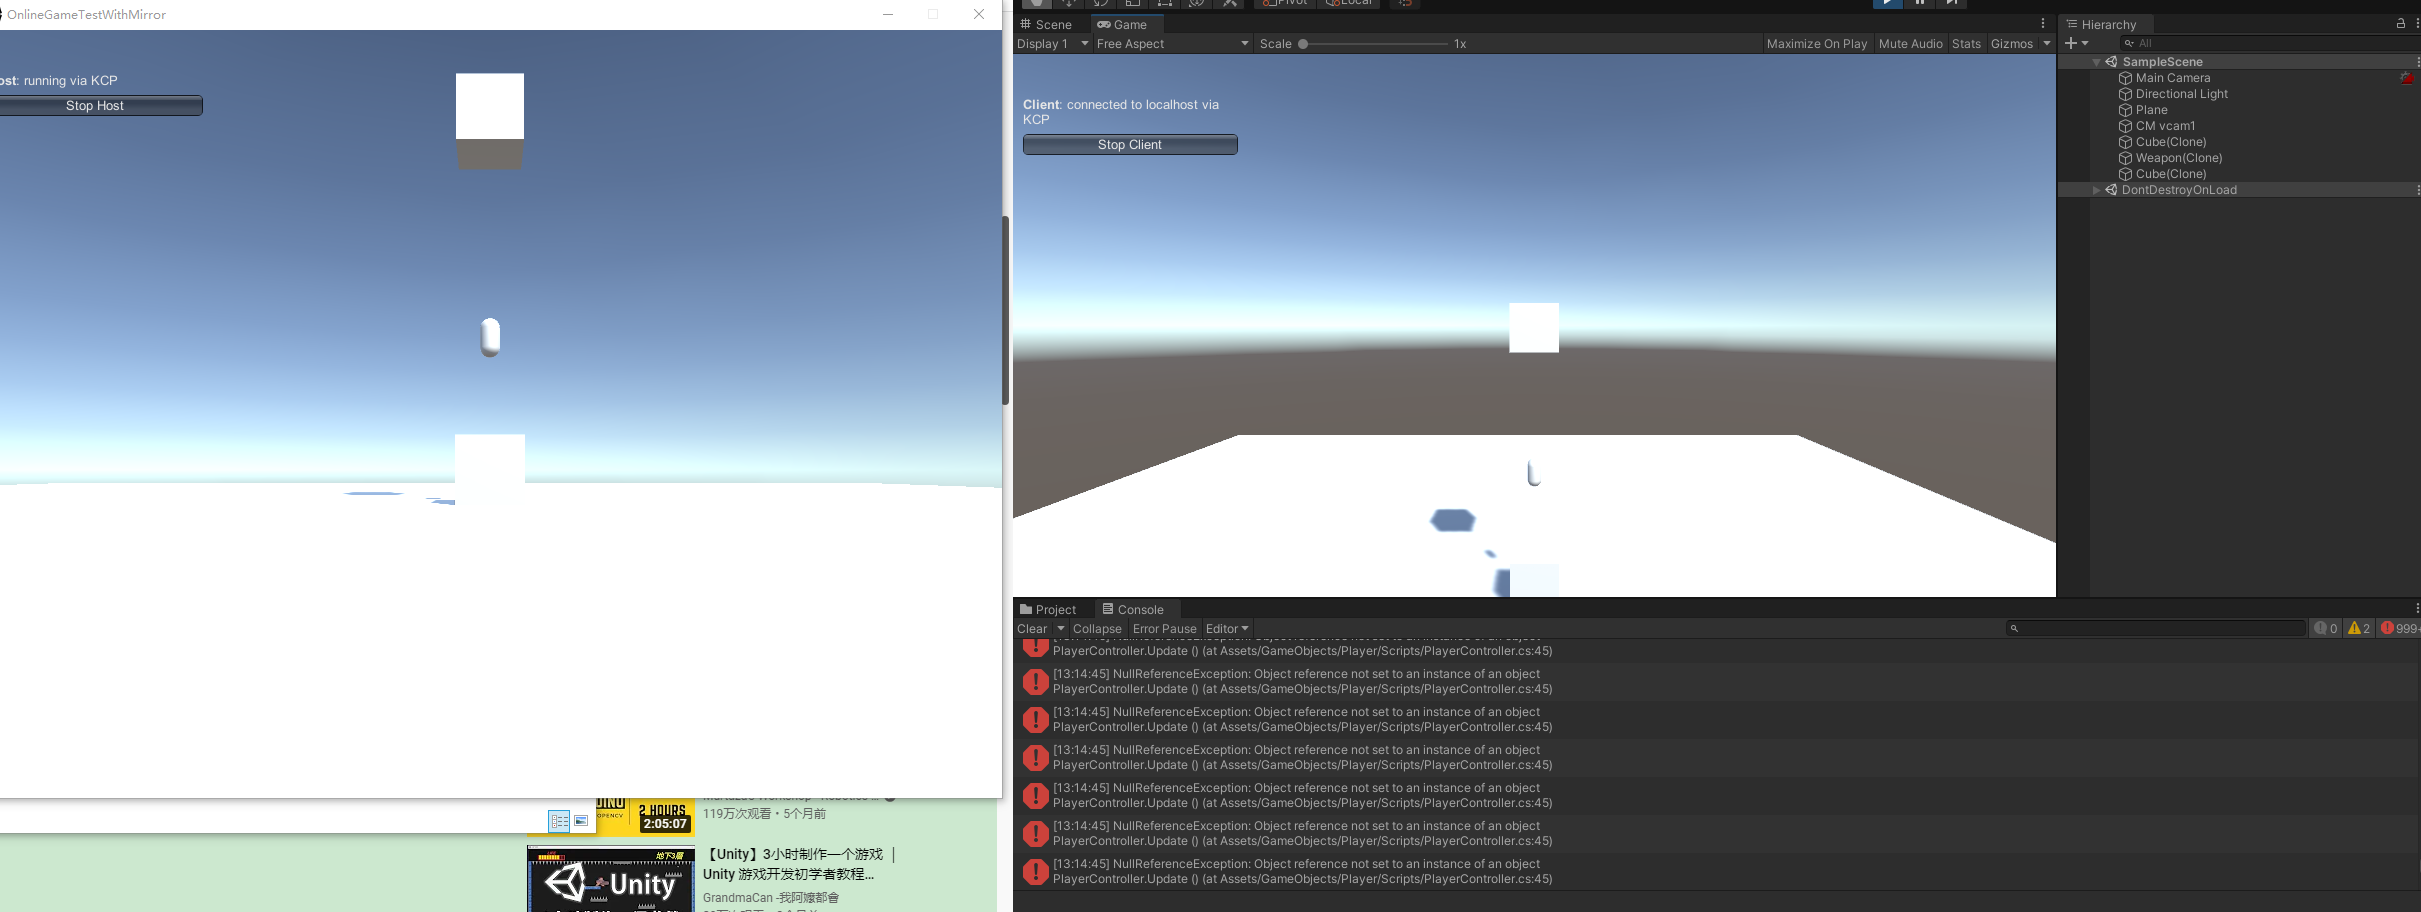 OnlineGameTestWithMirror
ost: running via KCP
Stop Host
Pivot
Local
Scene
Game
Display 1
Free Aspect
Scale
1x
Maximize On Play
Mute Audio
Stats
Gizmos
Client: connected to localhost via
KCP
Stop Client
Hierarchy
All
SampleScene
Main Camera
Directional Light
Plane
CM vcam1
Cube(Clone)
Weapon(Clone)
Cube(Clone)
DontDestroyOnLoad
Project
Console
Clear
Collapse
Error Pause
Editor
0
2
999+
PlayerController.Update () (at Assets/GameObjects/Player/Scripts/PlayerController.cs:45)
[13:14:45] NullReferenceException: Object reference not set to an instance of an object
PlayerController.Update () (at Assets/GameObjects/Player/Scripts/PlayerController.cs:45)
[13:14:45] NullReferenceException: Object reference not set to an instance of an object
PlayerController.Update () (at Assets/GameObjects/Player/Scripts/PlayerController.cs:45)
[13:14:45] NullReferenceException: Object reference not set to an instance of an object
PlayerController.Update () (at Assets/GameObjects/Player/Scripts/PlayerController.cs:45)
[13:14:45] NullReferenceException: Object reference not set to an instance of an object
PlayerController.Update () (at Assets/GameObjects/Player/Scripts/PlayerController.cs:45)
[13:14:45] NullReferenceException: Object reference not set to an instance of an object
PlayerController.Update () (at Assets/GameObjects/Player/Scripts/PlayerController.cs:45)
[13:14:45] NullReferenceException: Object reference not set to an instance of an object
PlayerController.Update () (at Assets/GameObjects/Player/Scripts/PlayerController.cs:45)
2 HOURS
OPENCV
2:05:07
119万次观看・5个月前
地下3层
Unity
【Unity】3小时制作一个游戏 |
Unity 游戏开发初学者教程...
GrandmaCan -我阿嬤都會